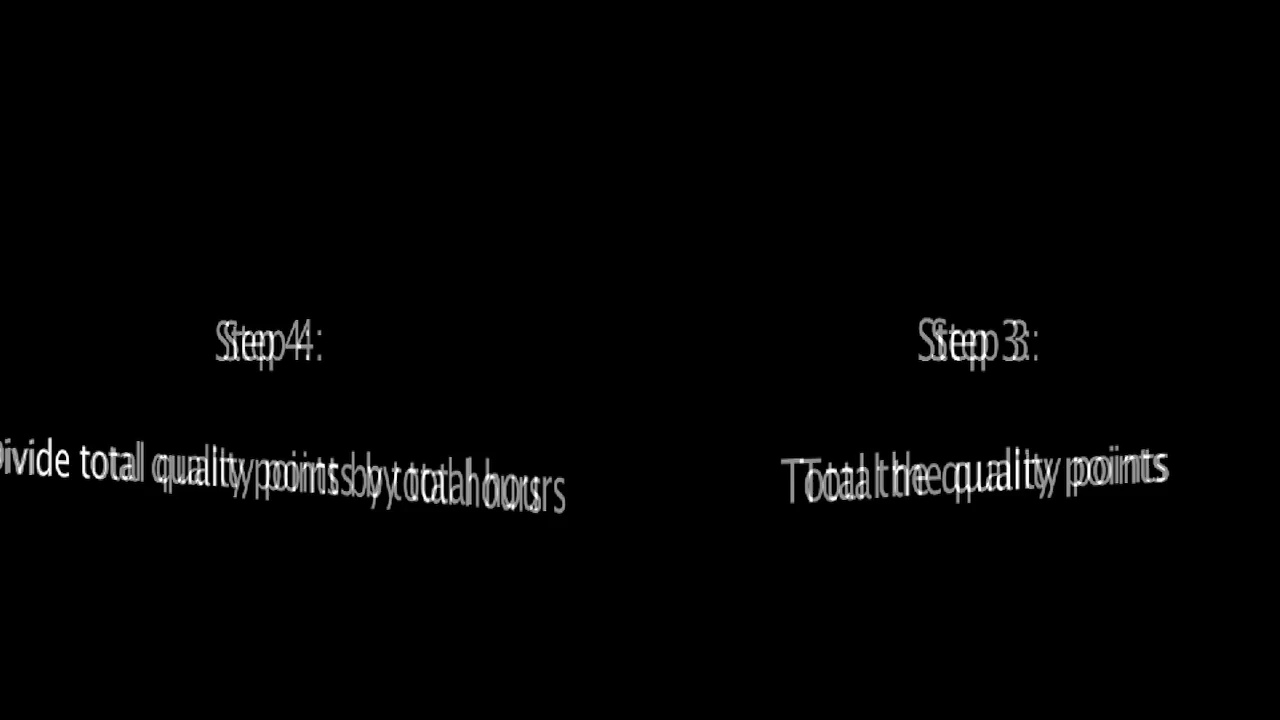 Step 4:
Divide total quality points by total hours
Step 3:
Total the quality points